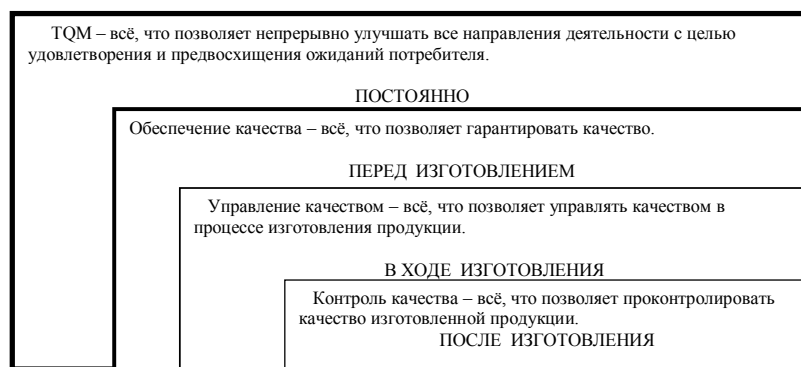 TQM – всё, что позволяет непрерывно улучшать все направления деятельности с целью
удовлетворения и предвосхищения ожиданий потребителя.
ПОСТОЯННО
Обеспечение качества – всё, что позволяет гарантировать качество.
ПЕРЕД ИЗГОТОВЛЕНИЕМ
Управление качеством – всё, что позволяет управлять качеством в
процессе изготовления продукции.
В ХОДЕ ИЗГОТОВЛЕНИЯ
Контроль качества – всё, что позволяет проконтролировать
качество изготовленной продукции.
ПОСЛЕ ИЗГОТОВЛЕНИЯ